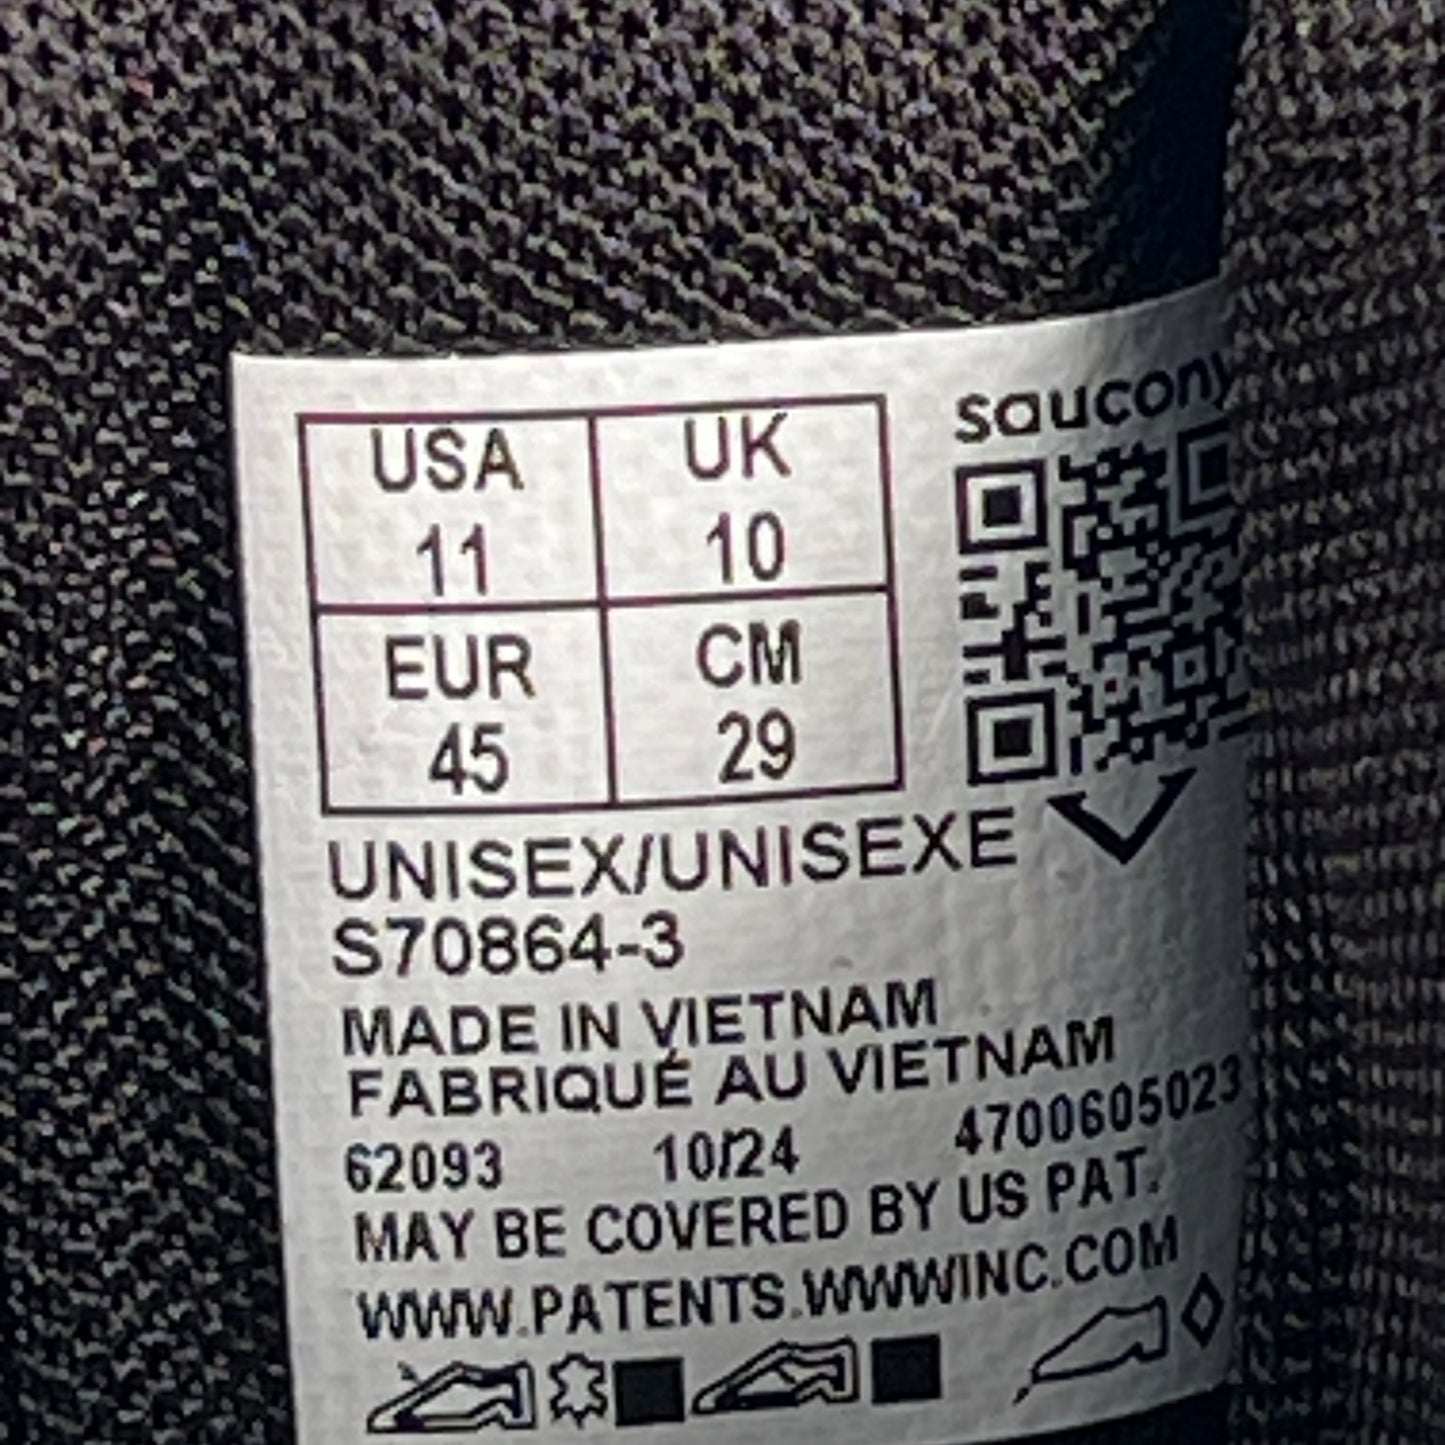 saucony
USA UK
11 10
EUR CM
45 29
UNISEX/UNISEXE
S70864-3
MADE IN VIETNAM
FABRIQUÉ AU VIETNAM
62093 10/24 4700605023
MAY BE COVERED BY US PAT.
WWW.PATENTS.WWWINC.COM